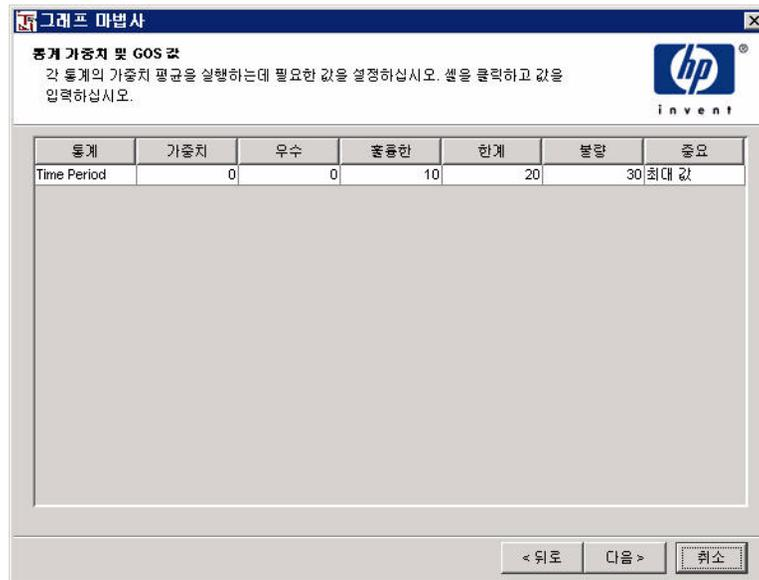 그래프 마법사
통계 가중치 및 GOS 값
각 통계의 가중치 평균을 실행하는데 필요한 값을 설정하십시오. 셀을 클릭하고 값을
입력하십시오.
hp ®
invent
통계 가중치 우수 훌륭한 한계 불량 중요
Time Period 0 0 10 20 30 최대 값
< 뒤로 다음 > 취소